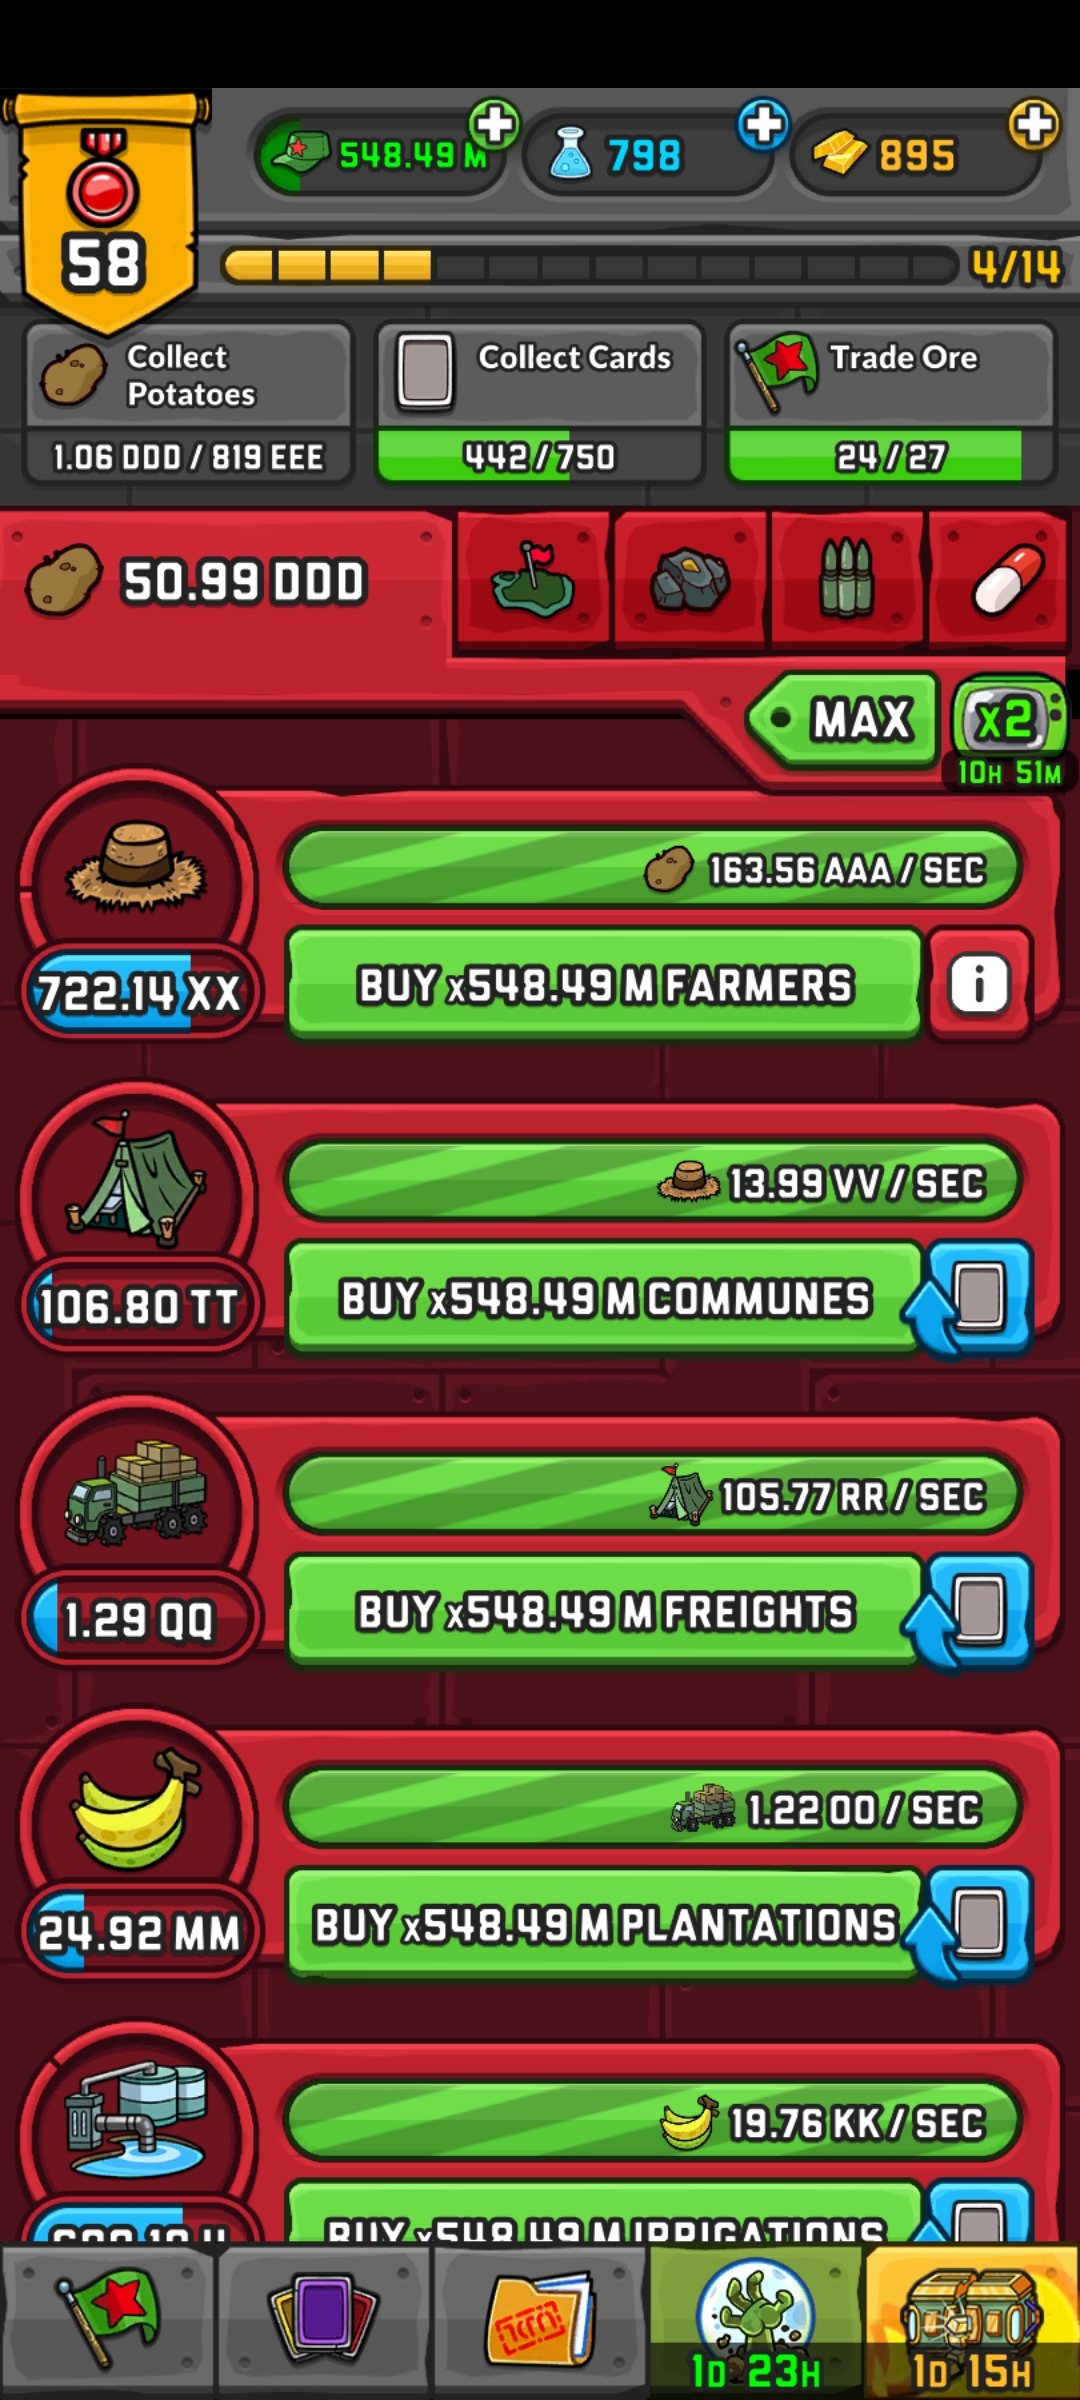 548.49 M
798
895
58
4/14
Collect
Potatoes
1.06 DDD / 819 EEE
Collect Cards
442/750
Trade Ore
24/27
50.99 DDD
MAX
x2
10H 51M
163.56 AAA / SEC
722.14 XX
BUY x548.49 M FARMERS
i
13.99 VV / SEC
106.80 TT
BUY x548.49 M COMMUNES
105.77 RR / SEC
1.29 QQ
BUY x548.49 M FREIGHTS
1.22 OO / SEC
24.92 MM
BUY x548.49 M PLANTATIONS
19.76 KK / SEC
BUY x548.49 M IRRIGATIONS
1D 23H
1D 15H